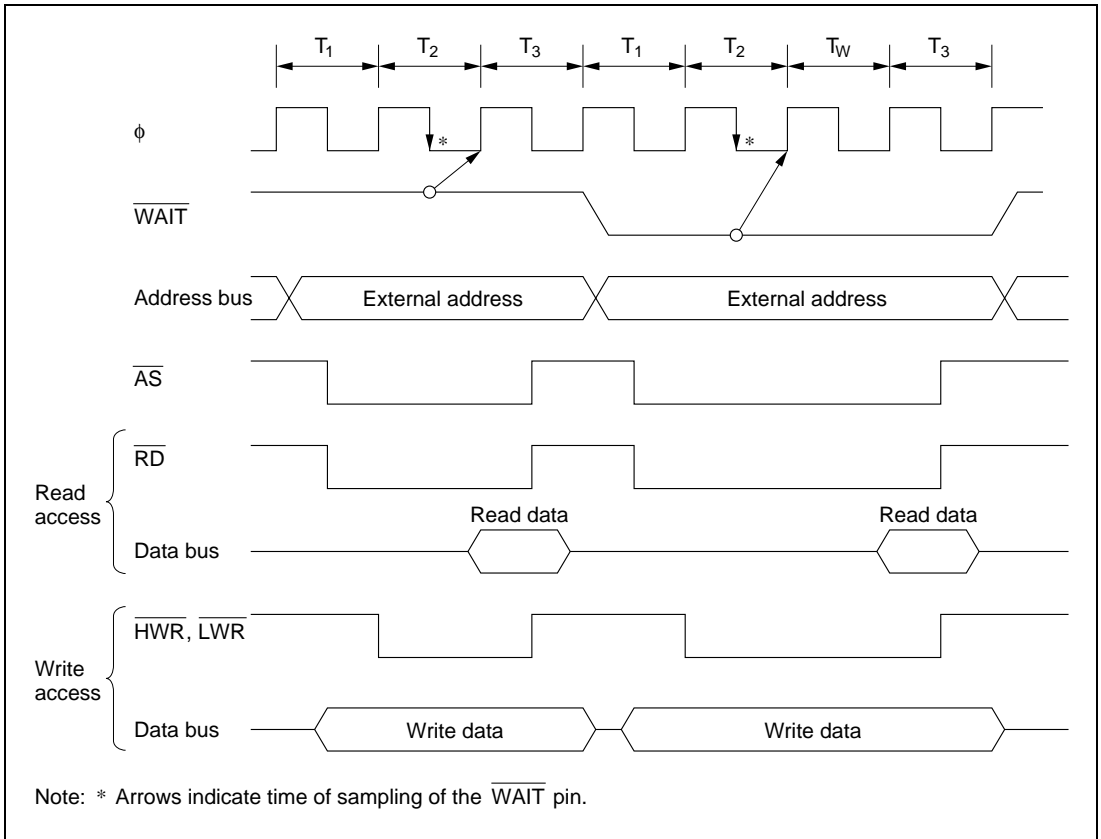 T1 T2 T3 T1 T2 TW T3
ϕ
* *
WAIT
Address bus External address External address
AS
RD
Read access
Read data Read data
Data bus
HWR, LWR
Write access
Data bus Write data Write data
Note: * Arrows indicate time of sampling of the WAIT pin.